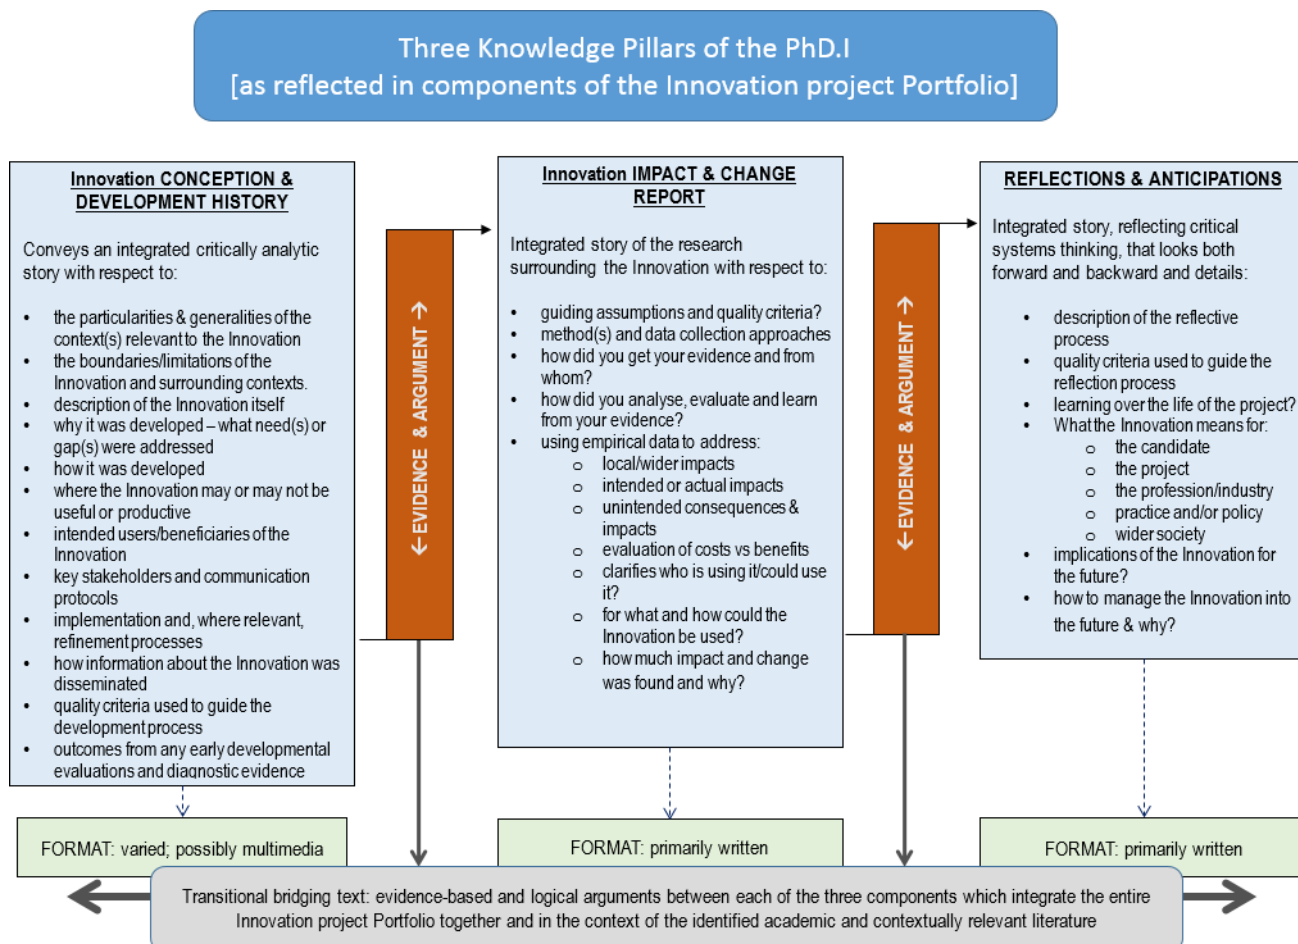 Three Knowledge Pillars of the PhD.I
[as reflected in components of the Innovation project Portfolio]
Innovation CONCEPTION &
DEVELOPMENT HISTORY
Conveys an integrated critically analytic
story with respect to:
• the particularities & generalities of the
context(s) relevant to the Innovation
• the boundaries/limitations of the
Innovation and surrounding contexts.
• description of the Innovation itself
• why it was developed – what need(s) or
gap(s) were addressed
• how it was developed
• where the Innovation may or may not be
useful or productive
• intended users/beneficiaries of the
Innovation
• key stakeholders and communication
protocols
• implementation and, where relevant,
refinement processes
• how information about the Innovation was
disseminated
• quality criteria used to guide the
development process
• outcomes from any early developmental
evaluations and diagnostic evidence
FORMAT: varied; possibly multimedia
←EVIDENCE & ARGUMENT →
Innovation IMPACT & CHANGE
REPORT
Integrated story of the research
surrounding the Innovation with respect to:
• guiding assumptions and quality criteria?
• method(s) and data collection approaches
• how did you get your evidence and from
whom?
• how did you analyse, evaluate and learn
from your evidence?
• using empirical data to address:
o local/wider impacts
o intended or actual impacts
o unintended consequences &
impacts
o evaluation of costs vs benefits
o clarifies who is using it/could use
it?
o for what and how could the
Innovation be used?
o how much impact and change
was found and why?
FORMAT: primarily written
←EVIDENCE & ARGUMENT →
REFLECTIONS & ANTICIPATIONS
Integrated story, reflecting critical
systems thinking, that looks both
forward and backward and details:
• description of the reflective
process
• quality criteria used to guide the
reflection process
• learning over the life of the project?
• What the Innovation means for:
o the candidate
o the project
o the profession/industry
o practice and/or policy
o wider society
• implications of the Innovation for
the future?
• how to manage the Innovation into
the future & why?
FORMAT: primarily written
Transitional bridging text: evidence-based and logical arguments between each of the three components which integrate the entire
Innovation project Portfolio together and in the context of the identified academic and contextually relevant literature